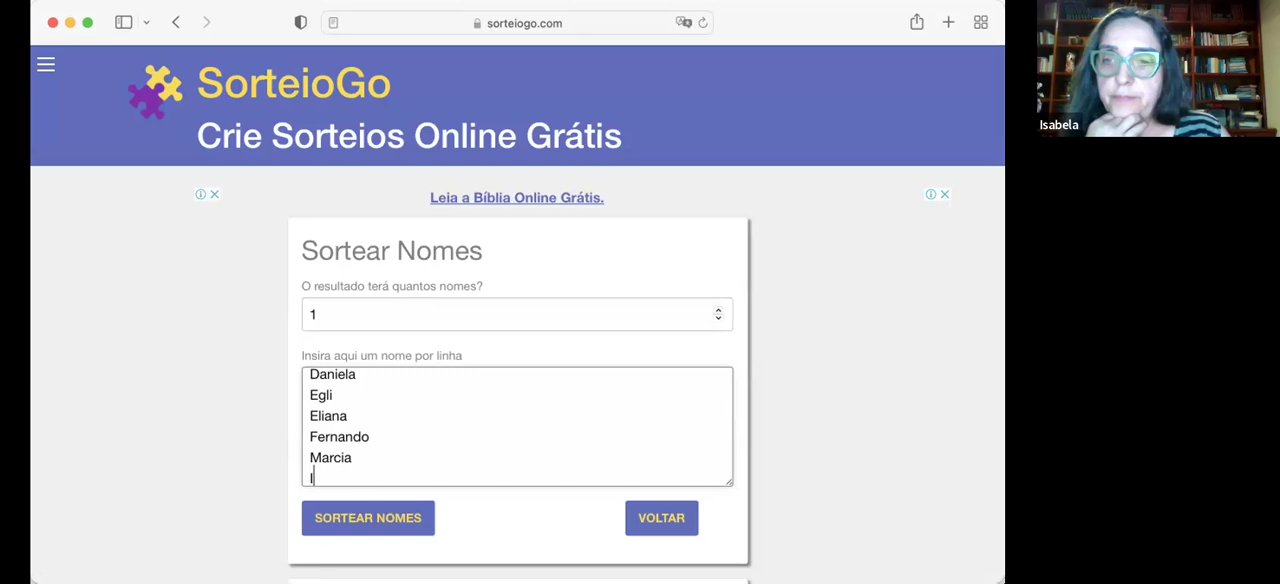 sorteiogo.com
SorteioGo
Crie Sorteios Online Grátis
Leia a Bíblia Online Grátis.
Sortear Nomes
O resultado terá quantos nomes?
1
Insira aqui um nome por linha
Daniela
Egli
Eliana
Fernando
Marcia
I
SORTEAR NOMES
VOLTAR
Isabela